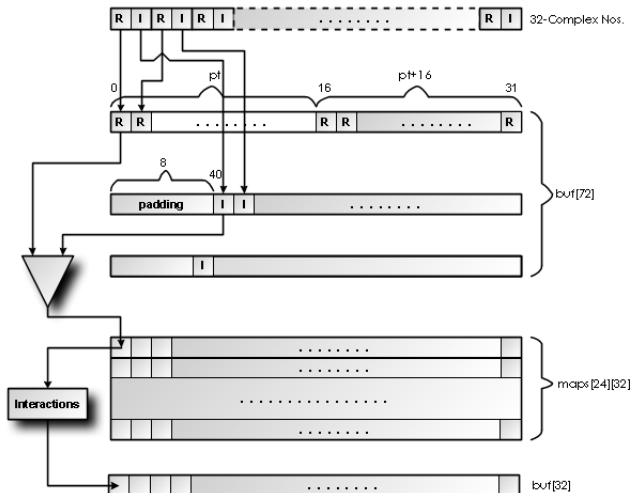 R I R I R I ........ R I 32-Complex Nos.
0 pt 16 pt+16 31
R R ........ R R ........ R
buf[72]
8 40
padding I I ........
I
........
........
maps[24][32]
................
Interactions
........
........ buf[32]